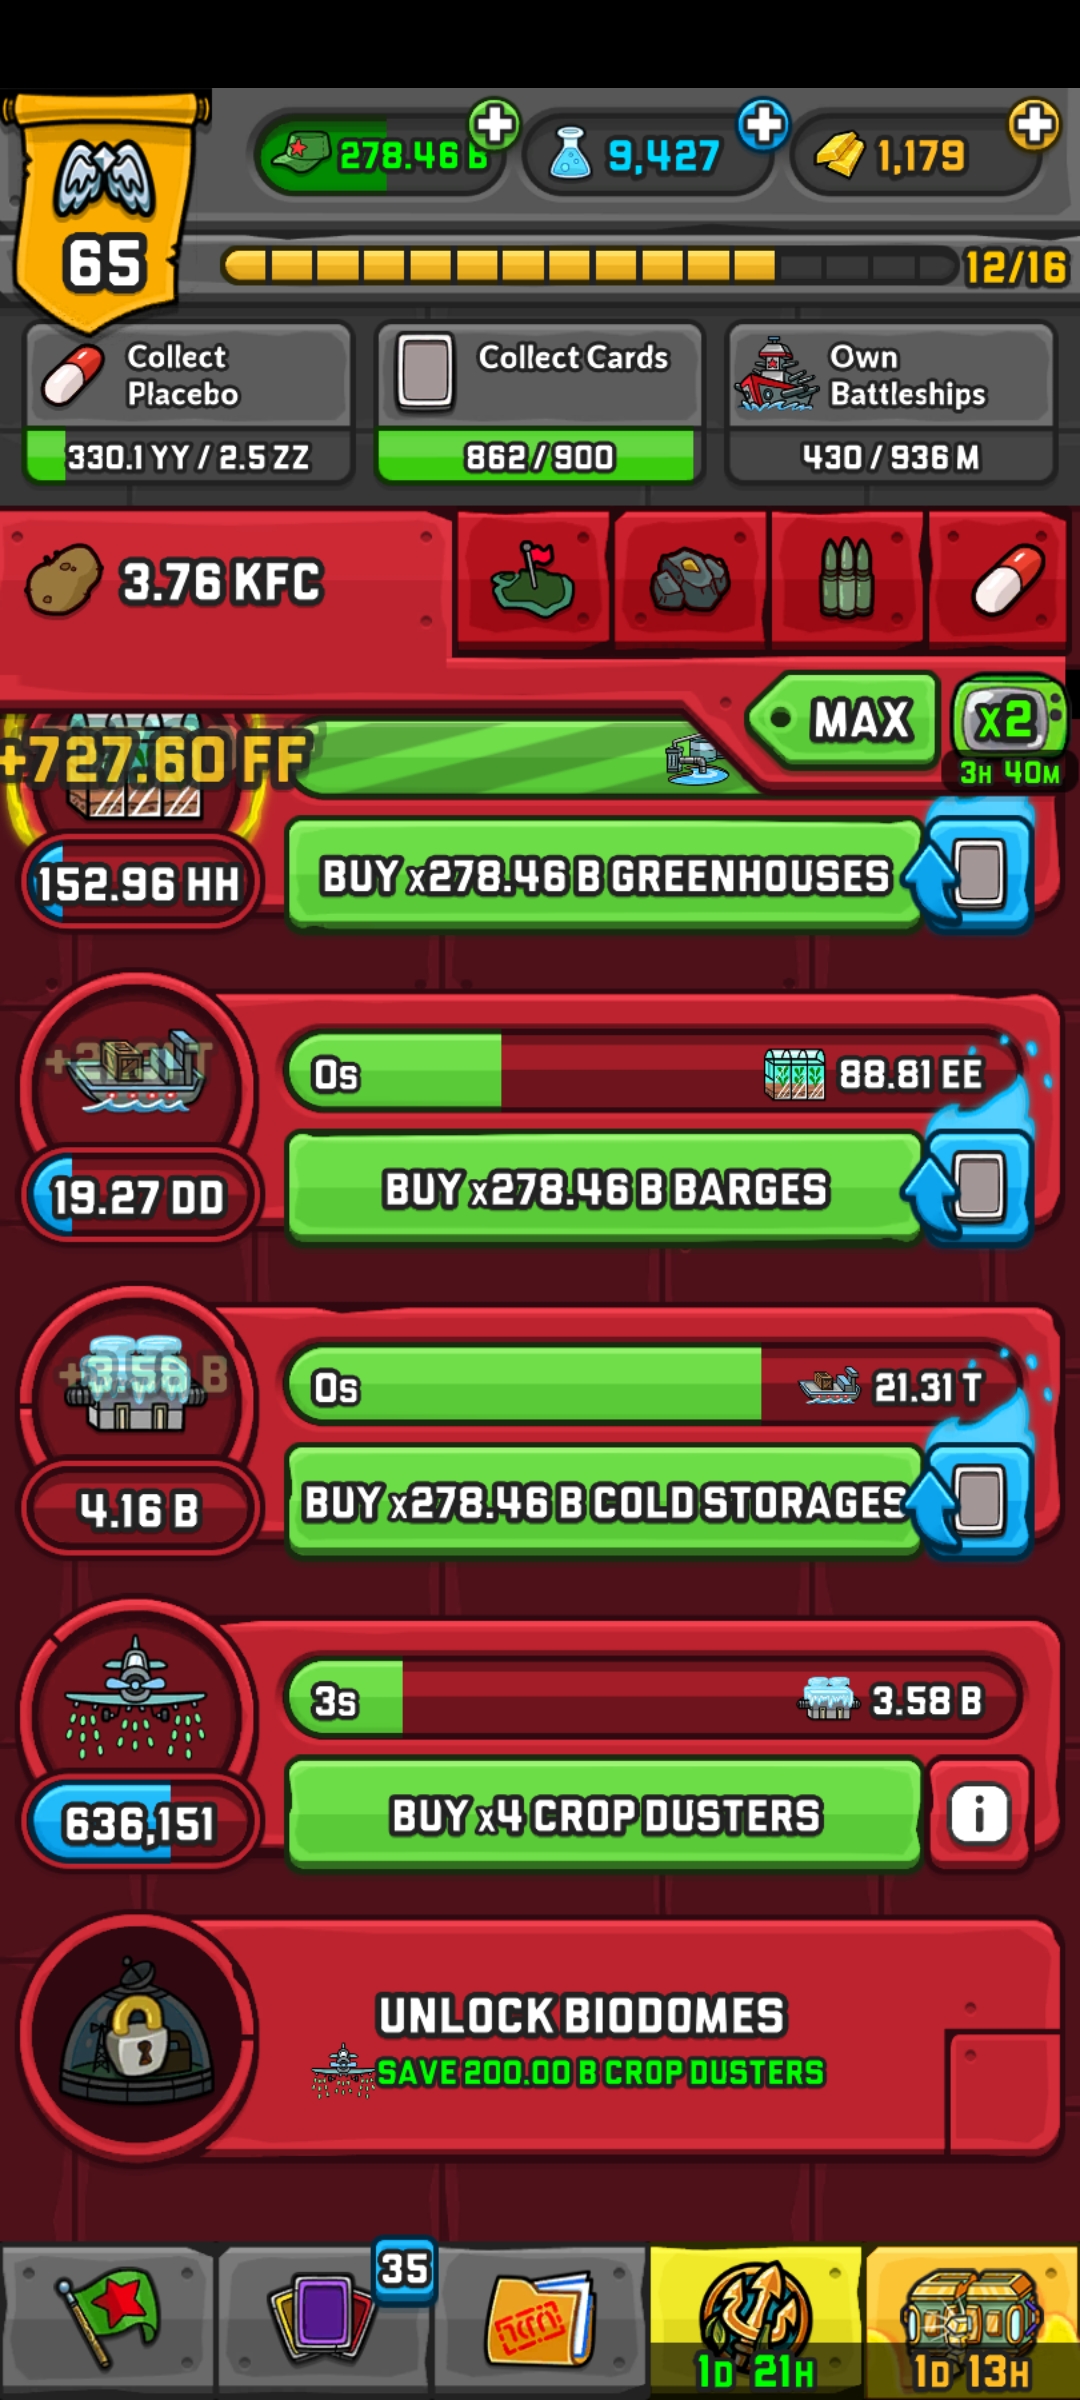 278.46 B
9,427
1,179
65
12/16
Collect
Placebo
330.1 YY / 2.5 ZZ
Collect Cards
862/900
Own
Battleships
430 / 936 M
3.76 KFC
MAX
x2
3H 40M
+727.60 FF
152.96 HH
BUY x278.46 B GREENHOUSES
0s
88.81 EE
19.27 DD
BUY x278.46 B BARGES
+3.58 B
0s
21.31 T
4.16 B
BUY x278.46 B COLD STORAGES
3s
3.58 B
636,151
BUY x4 CROP DUSTERS
i
UNLOCK BIODOMES
SAVE 200.00 B CROP DUSTERS
35
1D 21H
1D 13H